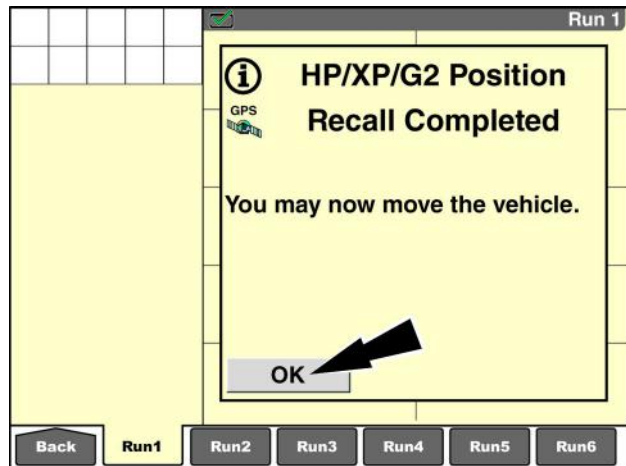 Run 1
HP/XP/G2 Position
GPS
Recall Completed
You may now move the vehicle.
OK
Back Run1 Run2 Run3 Run4 Run5 Run6